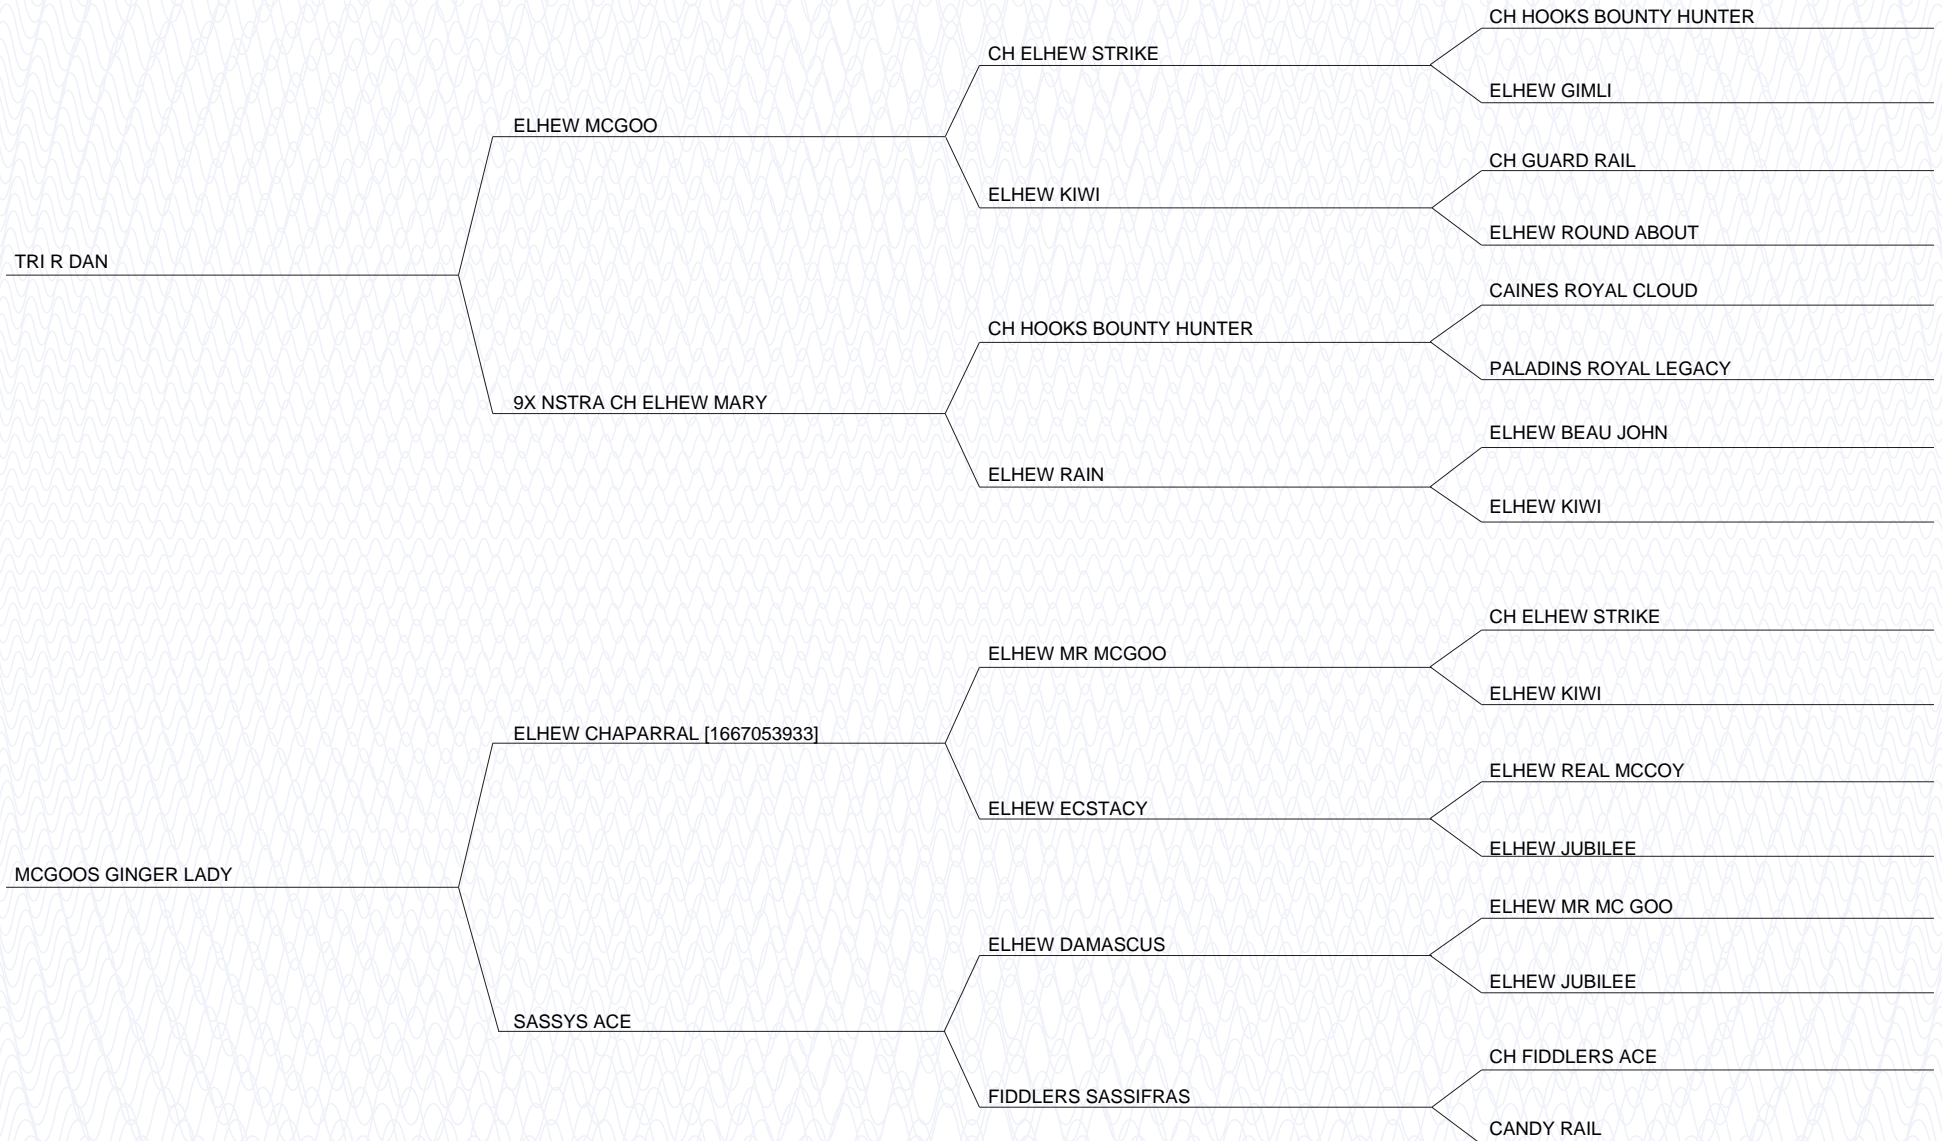 CH HOOKS BOUNTY HUNTER
CH ELHEW STRIKE
ELHEW GIMLI
ELHEW MCGOO
CH GUARD RAIL
ELHEW KIWI
ELHEW ROUND ABOUT
TRI R DAN
CAINES ROYAL CLOUD
CH HOOKS BOUNTY HUNTER
PALADINS ROYAL LEGACY
9X NSTRA CH ELHEW MARY
ELHEW BEAU JOHN
ELHEW RAIN
ELHEW KIWI
CH ELHEW STRIKE
ELHEW MR MCGOO
ELHEW KIWI
ELHEW CHAPARRAL [1667053933]
ELHEW REAL MCCOY
ELHEW ECSTACY
ELHEW JUBILEE
MCGOOS GINGER LADY
ELHEW MR MC GOO
ELHEW DAMASCUS
ELHEW JUBILEE
SASSYS ACE
CH FIDDLERS ACE
FIDDLERS SASSIFRAS
CANDY RAIL